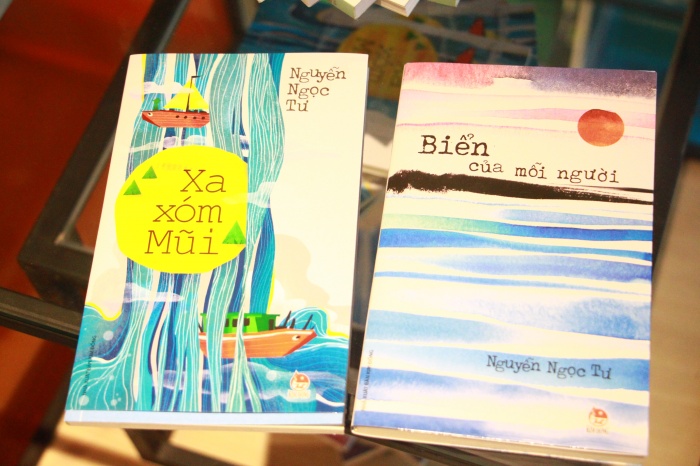 Nguyễn
Ngọc
Tư
Xa
xóm
Mũi
Biển
của mỗi người
Nguyễn Ngọc Tư